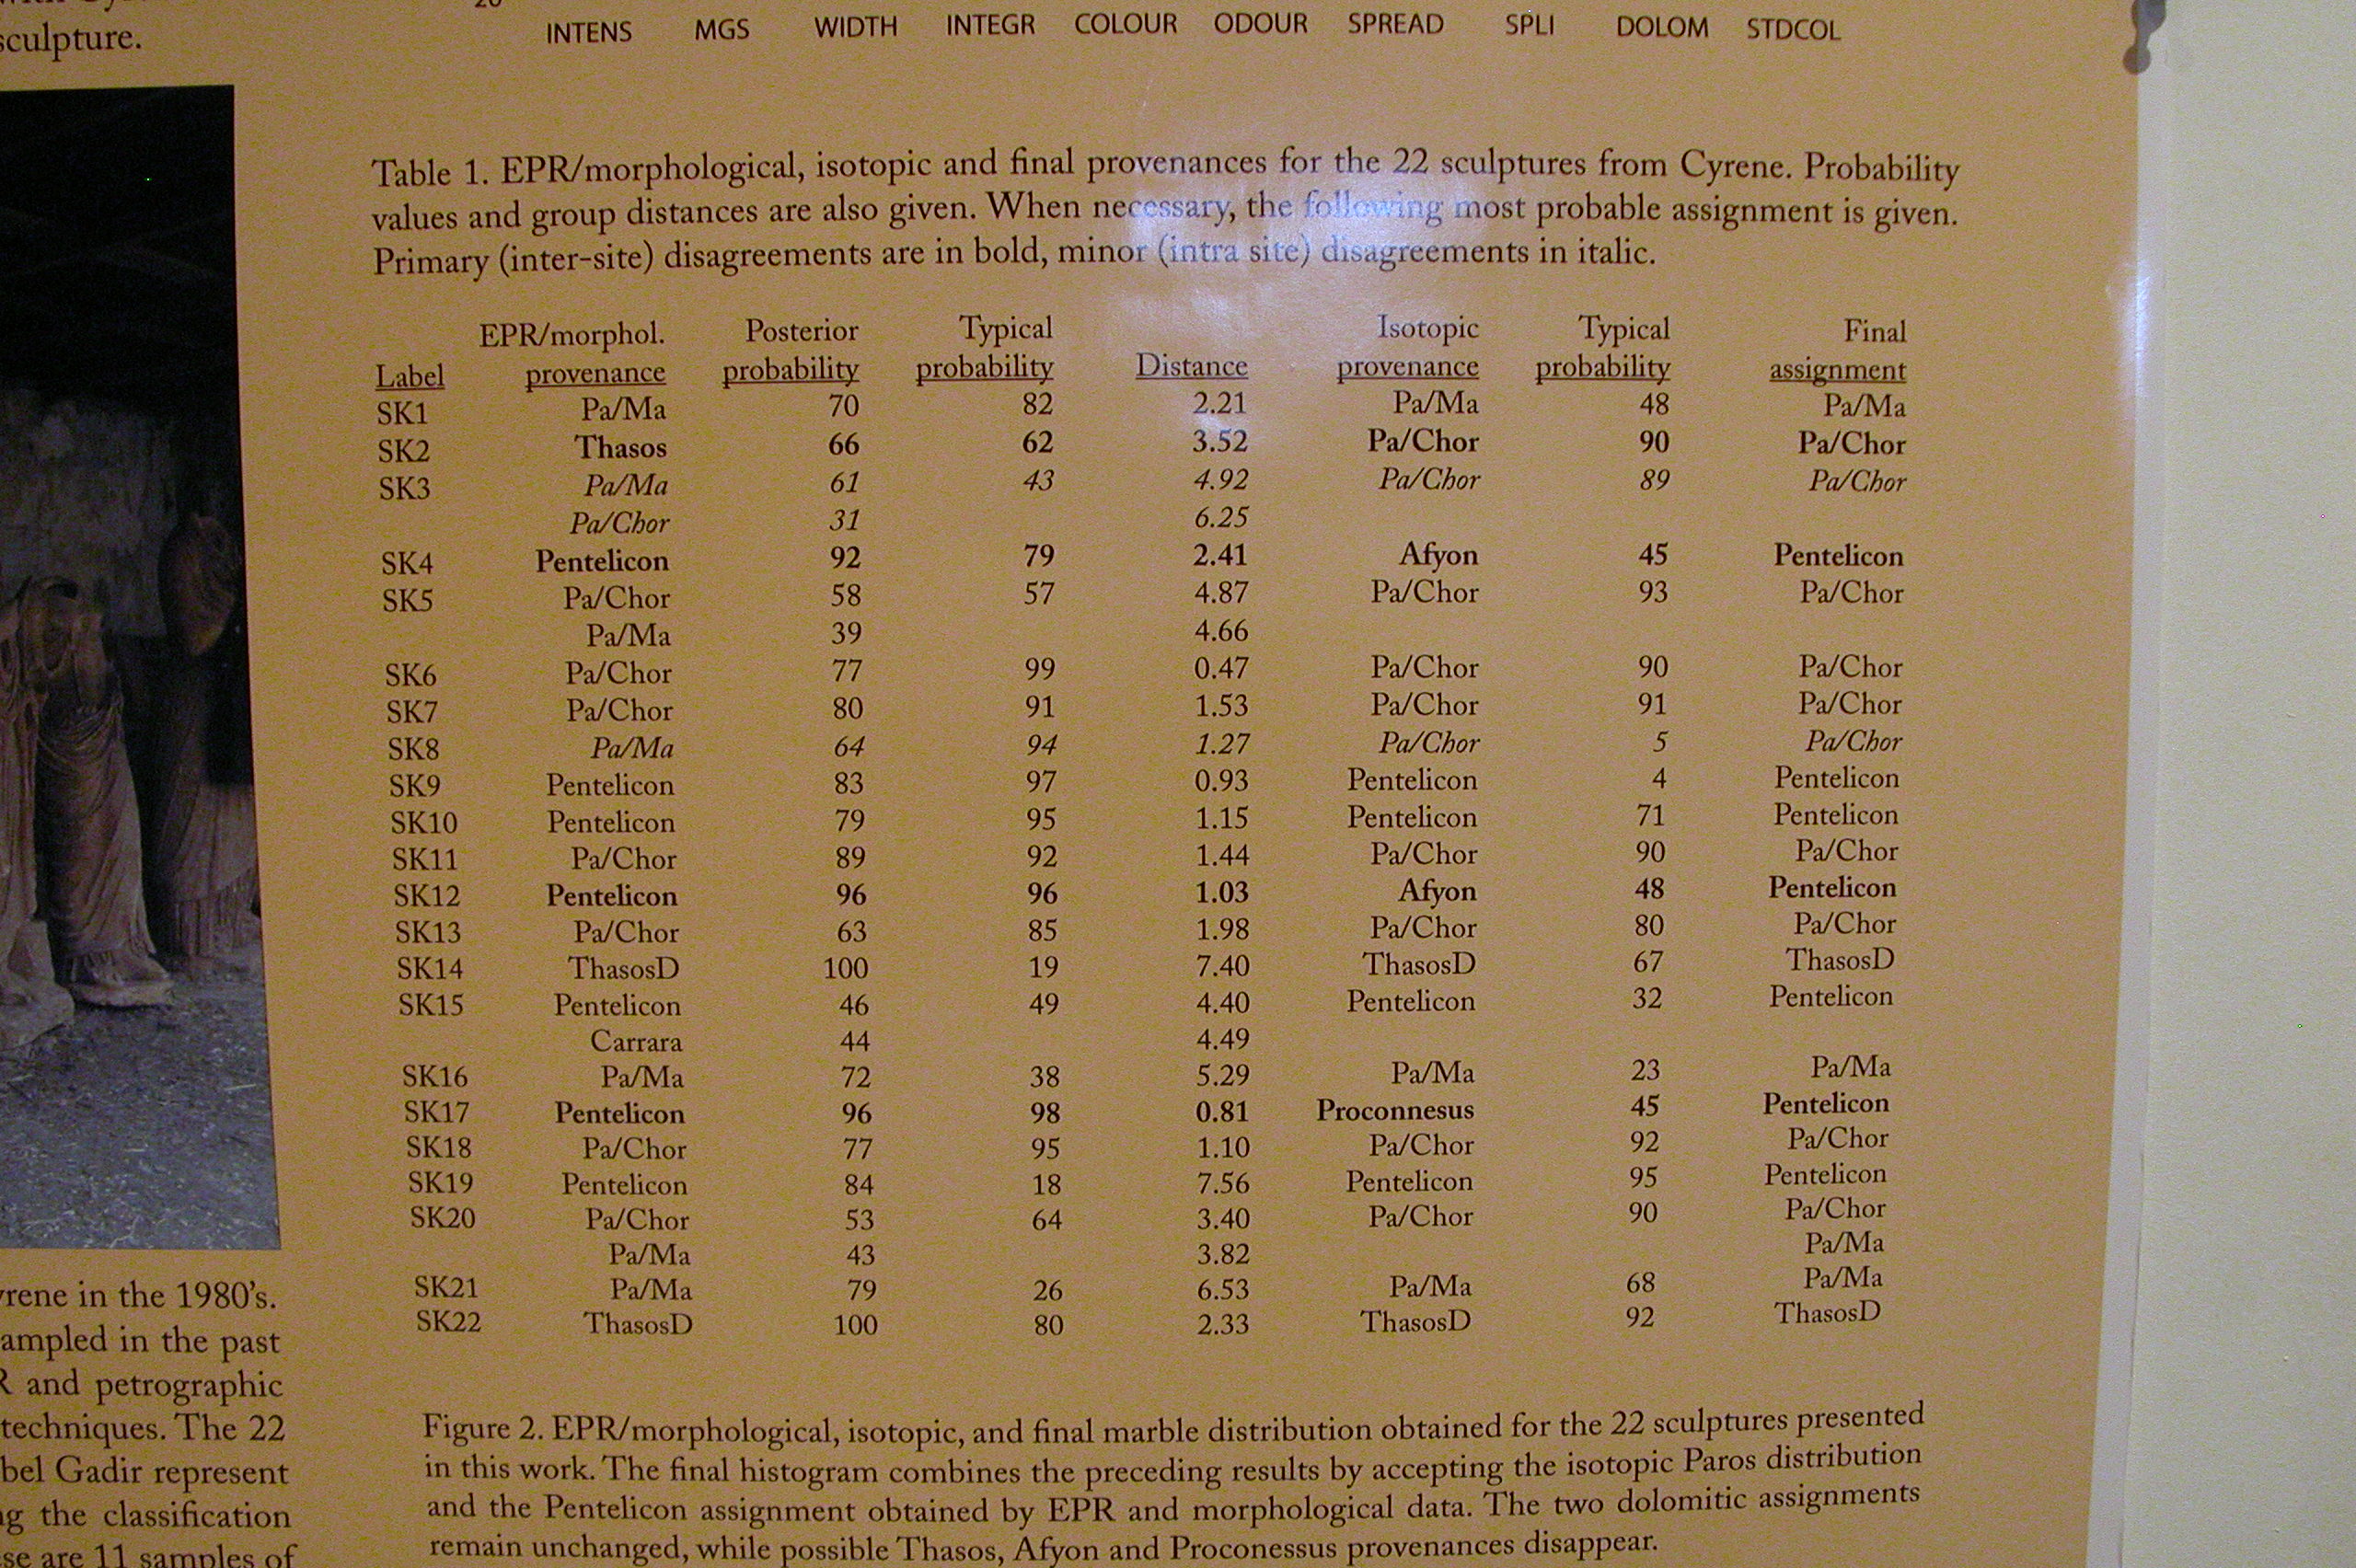 sculpture.
20
INTENS MGS WIDTH INTEGR COLOUR ODOUR SPREAD SPLI DOLOM STDCOL
Table 1. EPR/morphological, isotopic and final provenances for the 22 sculptures from Cyrene. Probability
values and group distances are also given. When necessary, the following most probable assignment is given.
Primary (inter-site) disagreements are in bold, minor (intra site) disagreements in italic.
EPR/morphol. Posterior Typical Isotopic Typical Final
Label provenance probability probability Distance provenance probability assignment
SK1 Pa/Ma 70 82 2.21 Pa/Ma 48 Pa/Ma
SK2 Thasos 66 62 3.52 Pa/Chor 90 Pa/Chor
SK3 Pa/Ma 61 43 4.92 Pa/Chor 89 Pa/Chor
Pa/Chor 31 6.25
SK4 Pentelicon 92 79 2.41 Afyon 45 Pentelicon
SK5 Pa/Chor 58 57 4.87 Pa/Chor 93 Pa/Chor
Pa/Ma 39 4.66
SK6 Pa/Chor 77 99 0.47 Pa/Chor 90 Pa/Chor
SK7 Pa/Chor 80 91 1.53 Pa/Chor 91 Pa/Chor
SK8 Pa/Ma 64 94 1.27 Pa/Chor 5 Pa/Chor
SK9 Pentelicon 83 97 0.93 Pentelicon 4 Pentelicon
SK10 Pentelicon 79 95 1.15 Pentelicon 71 Pentelicon
SK11 Pa/Chor 89 92 1.44 Pa/Chor 90 Pa/Chor
SK12 Pentelicon 96 96 1.03 Afyon 48 Pentelicon
SK13 Pa/Chor 63 85 1.98 Pa/Chor 80 Pa/Chor
SK14 ThasosD 100 19 7.40 ThasosD 67 ThasosD
SK15 Pentelicon 46 49 4.40 Pentelicon 32 Pentelicon
Carrara 44 4.49
SK16 Pa/Ma 72 38 5.29 Pa/Ma 23 Pa/Ma
SK17 Pentelicon 96 98 0.81 Proconnesus 45 Pentelicon
SK18 Pa/Chor 77 95 1.10 Pa/Chor 92 Pa/Chor
SK19 Pentelicon 84 18 7.56 Pentelicon 95 Pentelicon
SK20 Pa/Chor 53 64 3.40 Pa/Chor 90 Pa/Chor
Pa/Ma 43 3.82 Pa/Ma
SK21 Pa/Ma 79 26 6.53 Pa/Ma 68 Pa/Ma
SK22 ThasosD 100 80 2.33 ThasosD 92 ThasosD
Figure 2. EPR/morphological, isotopic, and final marble distribution obtained for the 22 sculptures presented
in this work. The final histogram combines the preceding results by accepting the isotopic Paros distribution
and the Pentelicon assignment obtained by EPR and morphological data. The two dolomitic assignments
remain unchanged, while possible Thasos, Afyon and Proconessus provenances disappear.
yrene in the 1980's.
ampled in the past
R and petrographic
techniques. The 22
bel Gadir represent
ng the classification
se are 11 samples of